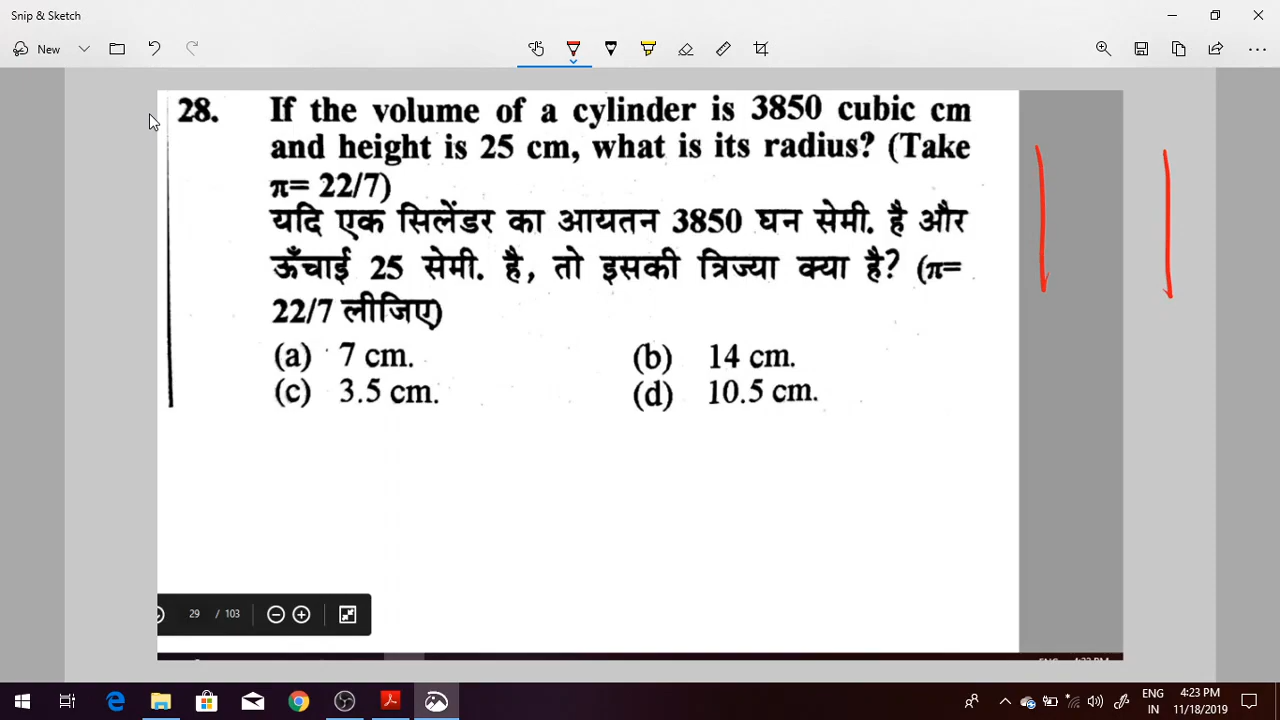 Snip & Sketch
New
28. If the volume of a cylinder is 3850 cubic cm
and height is 25 cm, what is its radius? (Take
π= 22/7)
यदि एक सिलेंडर का आयतन 3850 घन सेमी. है और
ऊँचाई 25 सेमी. है, तो इसकी त्रिज्या क्या है? (π=
22/7 लीजिए)
(a) 7 cm. (b) 14 cm.
(c) 3.5 cm. (d) 10.5 cm.
29 / 103
ENG 4:23 PM
IN 11/18/2019